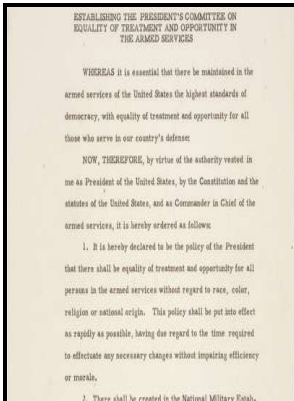 ESTABLISHING THE PRESIDENT'S COMMITTEE ON
EQUALITY OF TREATMENT AND OPPORTUNITY IN
THE ARMED SERVICES
WHEREAS it is essential that there be maintained in the
armed services of the United States the highest standards of
democracy, with equality of treatment and opportunity for all
those who serve in our country's defense:
NOW, THEREFORE, by virtue of the authority vested in
me as President of the United States, by the Constitution and the
statutes of the United States, and as Commander in Chief of the
armed services, it is hereby ordered as follows:
1. It is hereby declared to be the policy of the President
that there shall be equality of treatment and opportunity for all
persons in the armed services without regard to race, color,
religion or national origin. This policy shall be put into effect
as rapidly as possible, having due regard to the time required
to effectuate any necessary changes without impairing efficiency
or morale.
2. There shall be created in the National Military Estab-